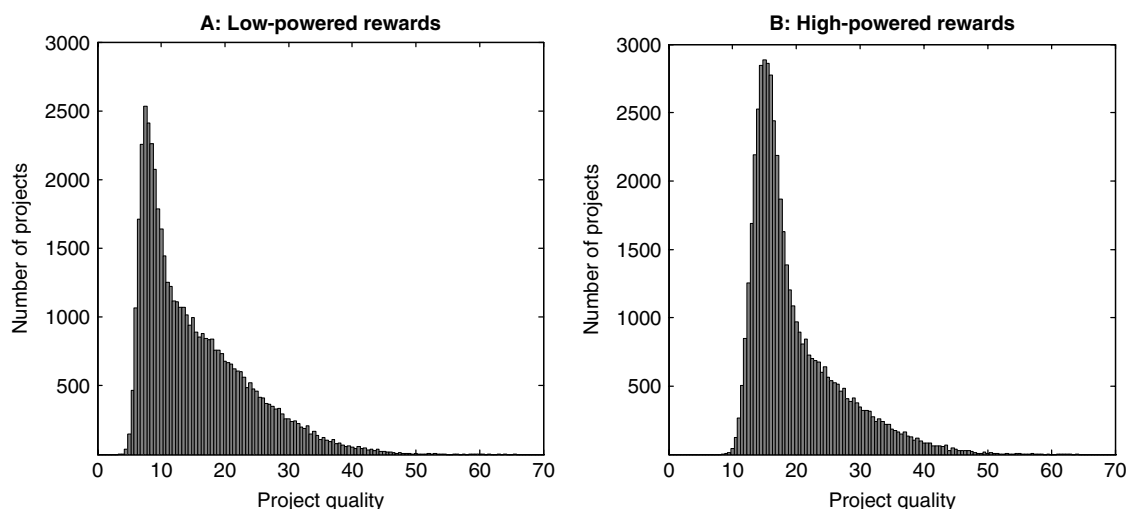 A: Low-powered rewards
3000
2500
2000
1500
1000
500
0 10 20 30 40 50 60 70
Number of projects
Project quality
B: High-powered rewards
3000
2500
2000
1500
1000
500
0 10 20 30 40 50 60 70
Number of projects
Project quality